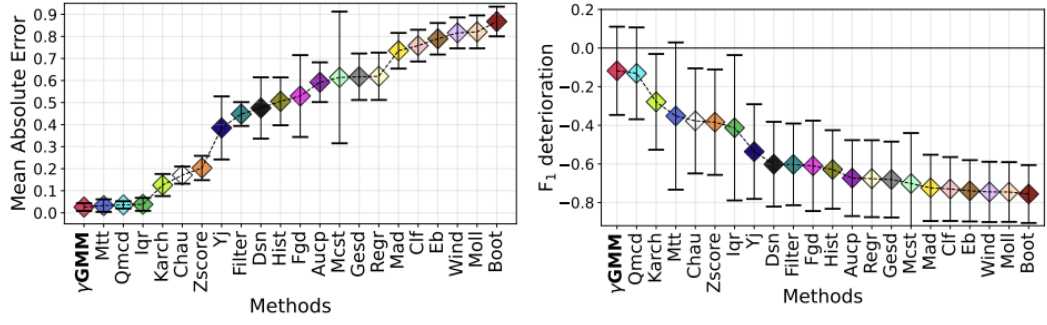 Mean Absolute Error
0.9
0.8
0.7
0.6
0.5
0.4
0.3
0.2
0.1
0.0
γGMM
Mtt
Qmcd
Iqr
Karch
Chau
Zscore
Yj
Filter
Dsn
Hist
Fgd
Aucp
Mcst
Gesd
Regr
Mad
Clf
Eb
Wind
Moll
Boot
Methods
F1 deterioration
0.2
0.0
−0.2
−0.4
−0.6
−0.8
γGMM
Qmcd
Karch
Mtt
Chau
Zscore
Iqr
Yj
Dsn
Filter
Fgd
Hist
Aucp
Regr
Gesd
Mcst
Mad
Clf
Eb
Wind
Moll
Boot
Methods